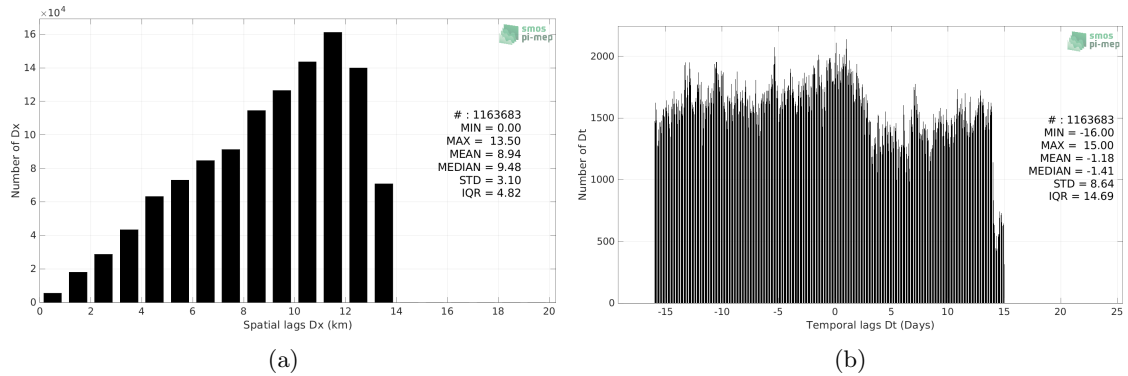 ×10⁴
16
14
12
10
8
6
4
2
0
Number of Dx
smos
pi-mep
# : 1163683
MIN = 0.00
MAX = 13.50
MEAN = 8.94
MEDIAN = 9.48
STD = 3.10
IQR = 4.82
0 2 4 6 8 10 12 14 16 18 20
Spatial lags Dx (km)
(a)
2000
1500
1000
500
0
Number of Dt
smos
pi-mep
# : 1163683
MIN = -16.00
MAX = 15.00
MEAN = -1.18
MEDIAN = -1.41
STD = 8.64
IQR = 14.69
-15 -10 -5 0 5 10 15 20 25
Temporal lags Dt (Days)
(b)